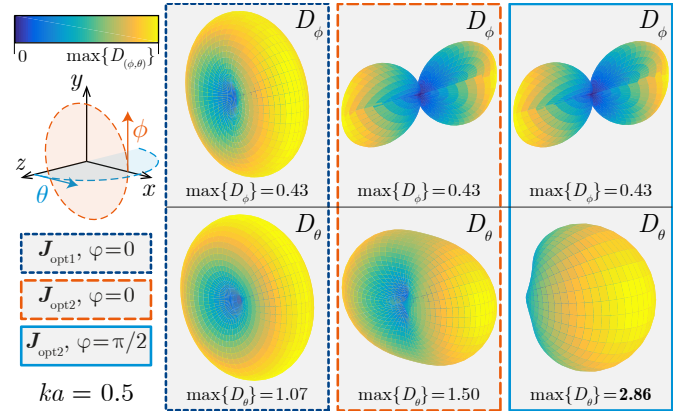 0
max{D_(ϕ,θ)}
y
ϕ
z
θ
x
J_opt1, φ=0
J_opt2, φ=0
J_opt2, φ=π/2
ka = 0.5
D_ϕ
max{D_ϕ}=0.43
D_ϕ
max{D_ϕ}=0.43
D_ϕ
max{D_ϕ}=0.43
D_θ
max{D_θ}=1.07
D_θ
max{D_θ}=1.50
D_θ
max{D_θ}=2.86